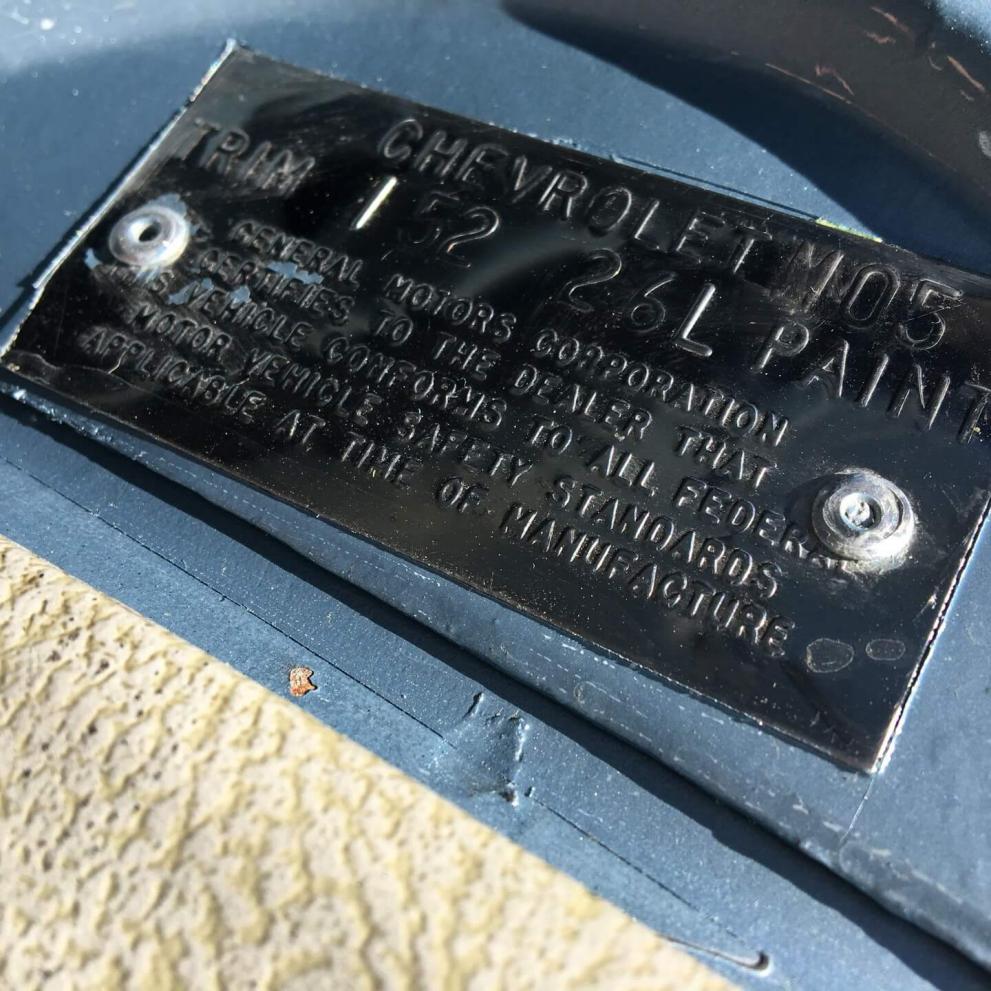 CHEVROLET M05
TRIM 152 26L PAINT
GENERAL MOTORS CORPORATION
CERTIFIES TO THE DEALER THAT
THIS VEHICLE CONFORMS TO ALL FEDERAL
MOTOR VEHICLE SAFETY STANDARDS
APPLICABLE AT TIME OF MANUFACTURE